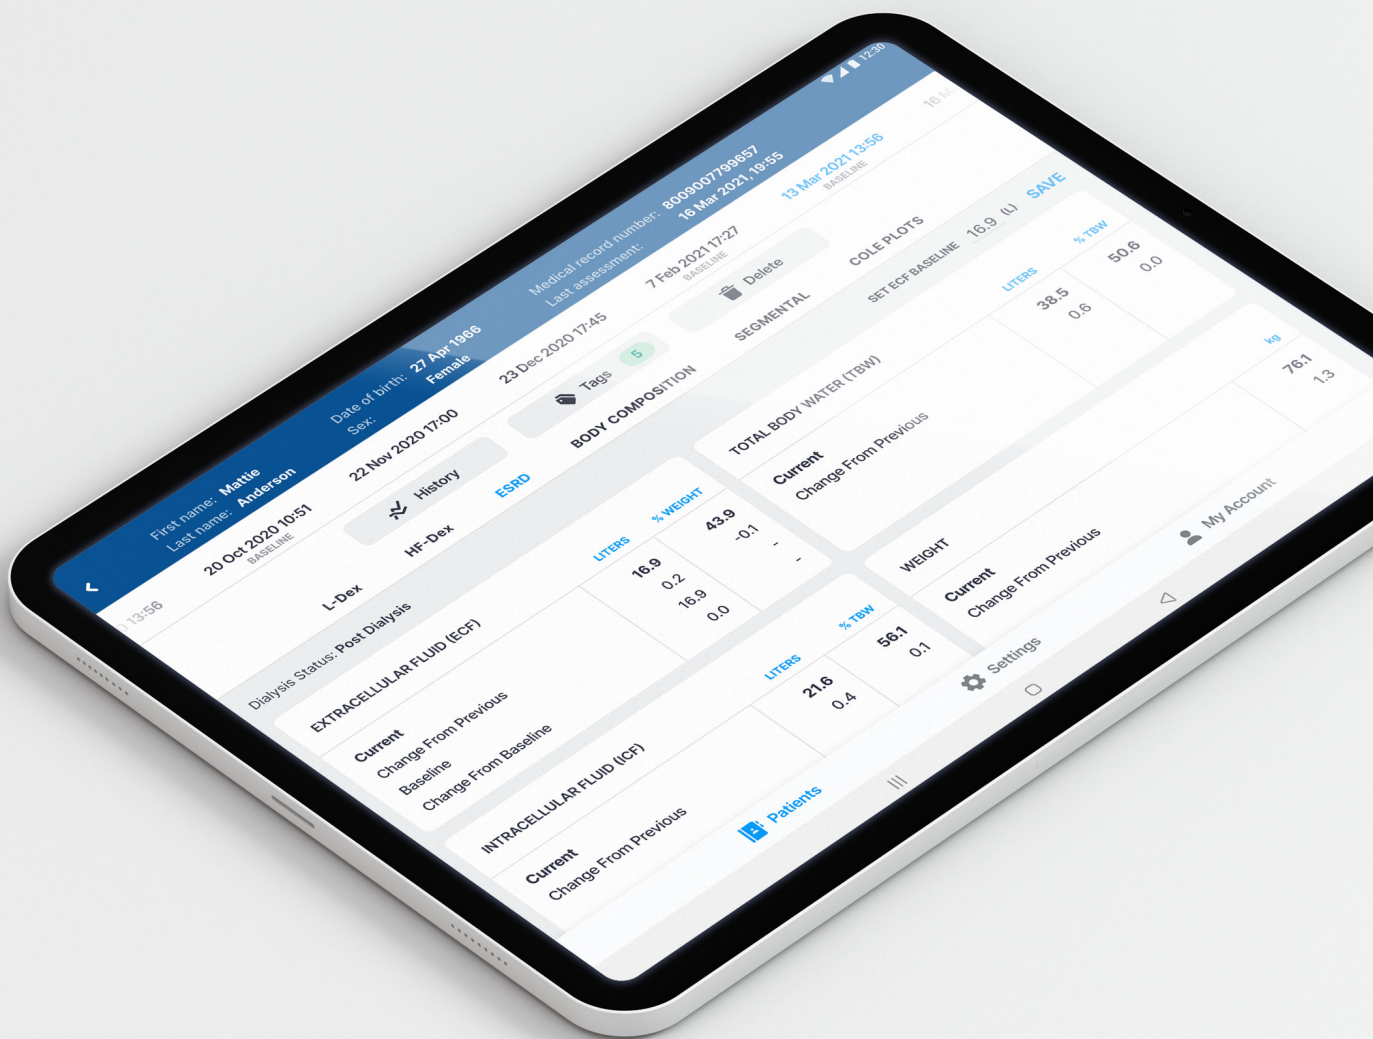 12:30
First name: Mattie
Last name: Anderson
Date of birth: 27 Apr 1966
Sex: Female
Medical record number: 8009007799657
Last assessment: 16 Mar 2021, 19:55
13:56
20 Oct 2020 10:51
BASELINE
22 Nov 2020 17:00
23 Dec 2020 17:45
7 Feb 2021 17:27
BASELINE
13 Mar 2021 13:56
BASELINE
16
History
Tags 5
Delete
L-Dex
HF-Dex
ESRD
BODY COMPOSITION
SEGMENTAL
COLE PLOTS
Dialysis Status: Post Dialysis
SET ECF BASELINE 16.9 (L) SAVE
EXTRACELLULAR FLUID (ECF)
LITERS % WEIGHT
Current 16.9 43.9
Change From Previous 0.2 -0.1
Baseline 16.9 -
Change From Baseline 0.0 -
TOTAL BODY WATER (TBW)
LITERS % TBW
Current 38.5 50.6
Change From Previous 0.6 0.0
INTRACELLULAR FLUID (ICF)
LITERS % TBW
Current 21.6 56.1
Change From Previous 0.4 0.1
WEIGHT
kg
Current 76.1
Change From Previous 1.3
Patients
Settings
My Account